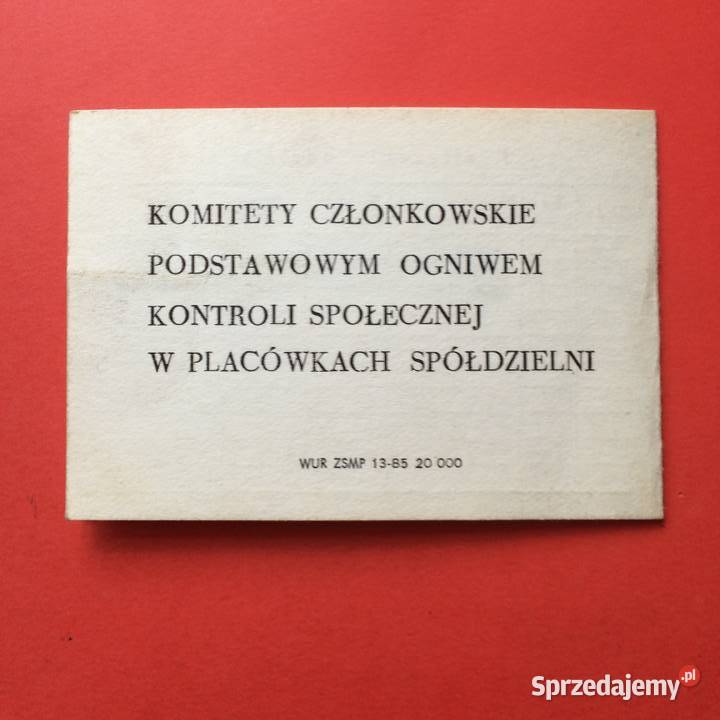 KOMITETY CZŁONKOWSKIE
PODSTAWOWYM OGNIWEM
KONTROLI SPOŁECZNEJ
W PLACÓWKACH SPÓŁDZIELNI
WUR ZSMP 13-85 20 000
Sprzedajemy.pl